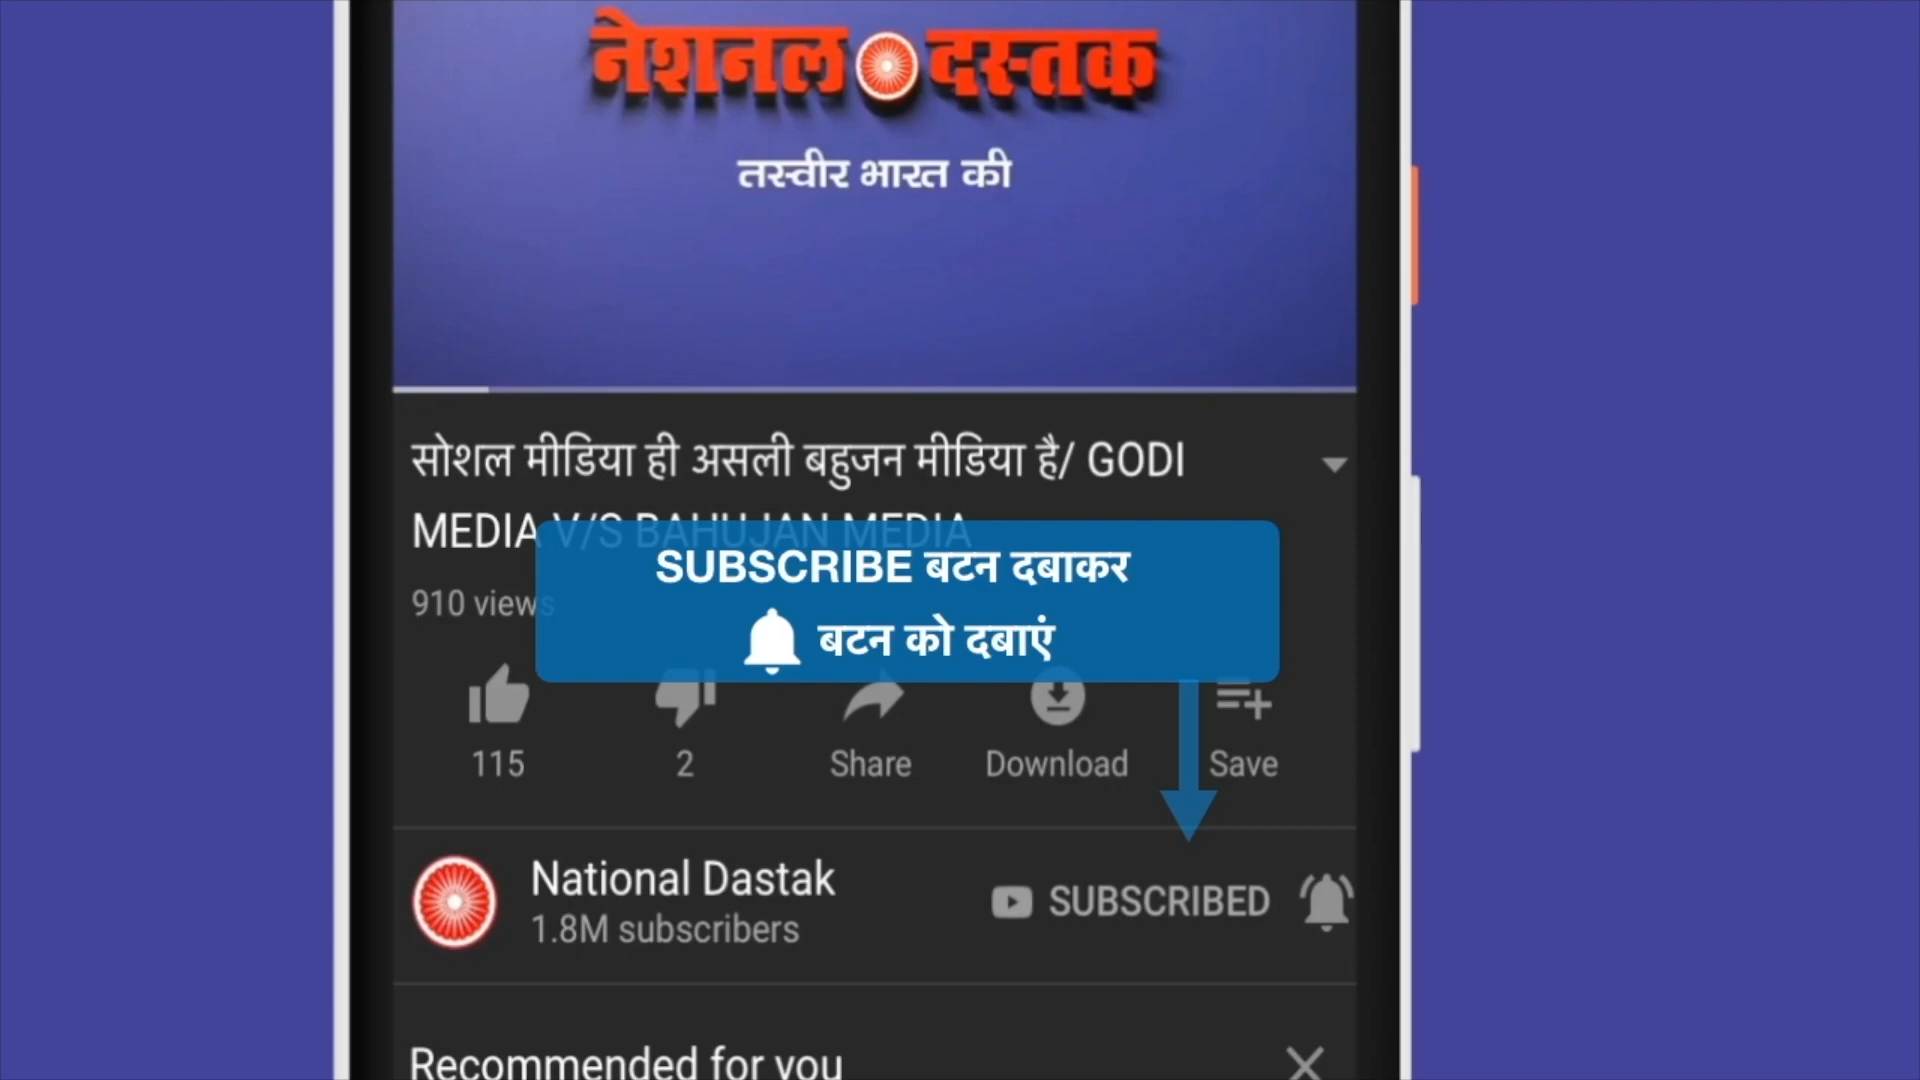 नेशनल दस्तक
तस्वीर भारत की
सोशल मीडिया ही असली बहुजन मीडिया है/ GODI
MEDIA V/S BAHUJAN MEDIA
SUBSCRIBE बटन दबाकर
बटन को दबाएं
910 views
115
2
Share
Download
Save
National Dastak
1.8M subscribers
SUBSCRIBED
Recommended for you